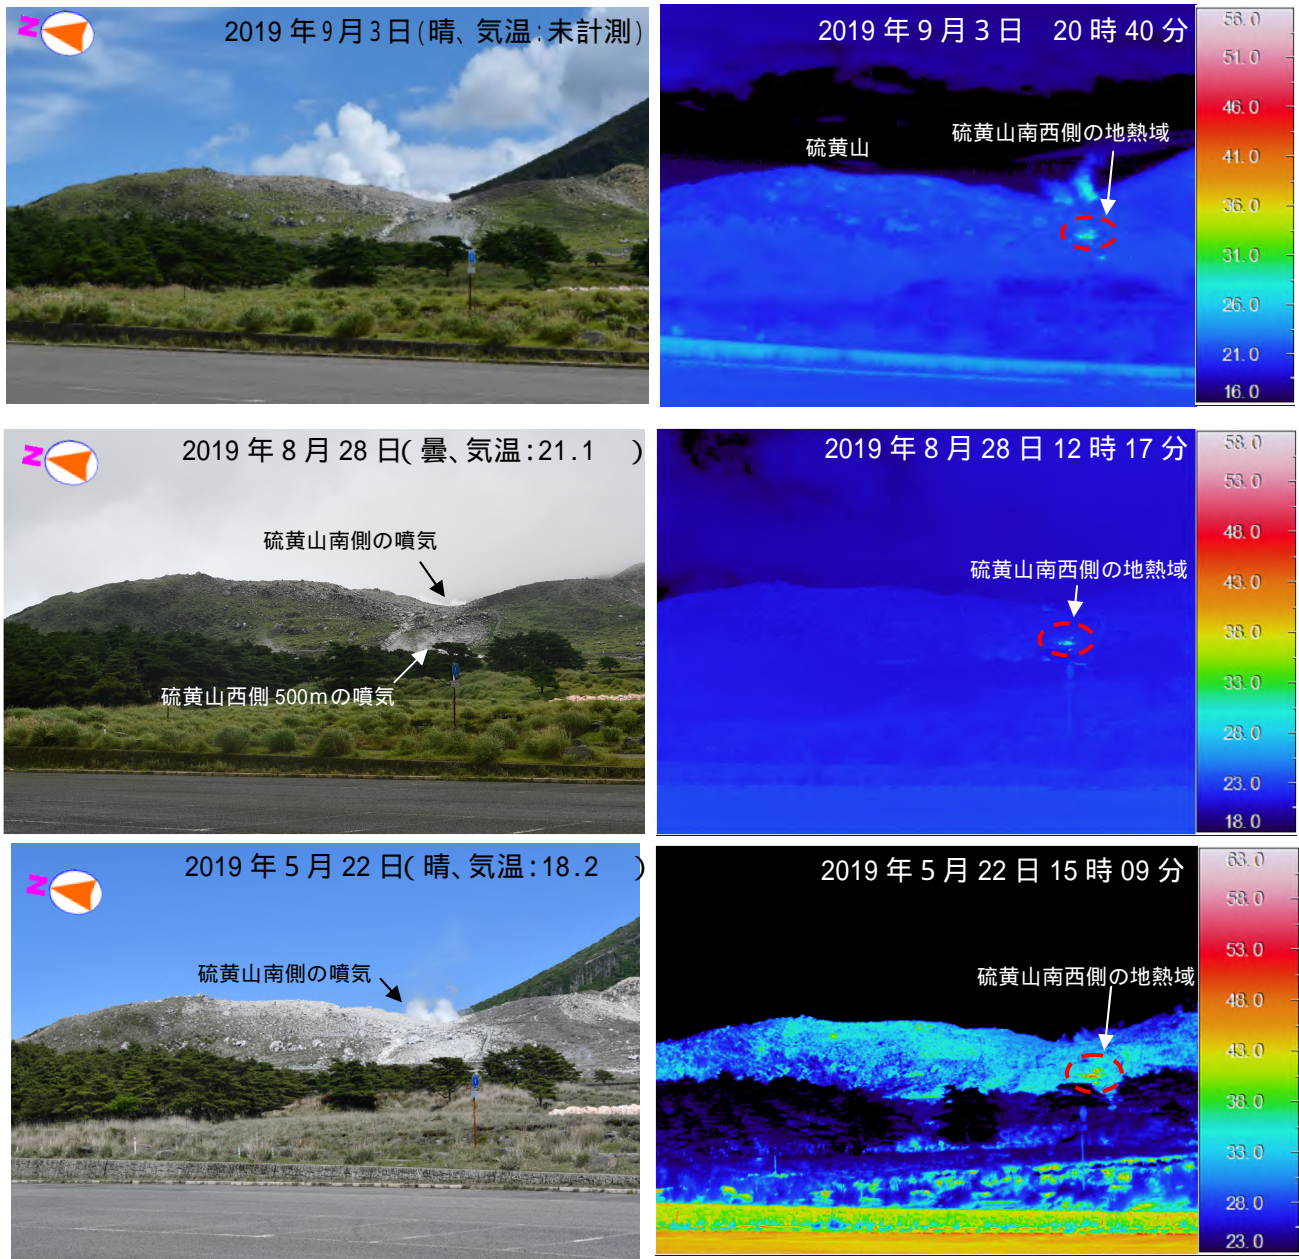 N
2019年9月3日(晴、気温:未計測)
2019年9月3日 20時40分
硫黄山
硫黄山南西側の地熱域
56.0
51.0
46.0
41.0
36.0
31.0
26.0
21.0
16.0
N
2019年8月28日(曇、気温:21.1 )
硫黄山南側の噴気
硫黄山西側500mの噴気
2019年8月28日12時17分
硫黄山南西側の地熱域
58.0
53.0
48.0
43.0
38.0
33.0
28.0
23.0
18.0
N
2019年5月22日(晴、気温:18.2 )
硫黄山南側の噴気
2019年5月22日15時09分
硫黄山南西側の地熱域
63.0
58.0
53.0
48.0
43.0
38.0
33.0
28.0
23.0